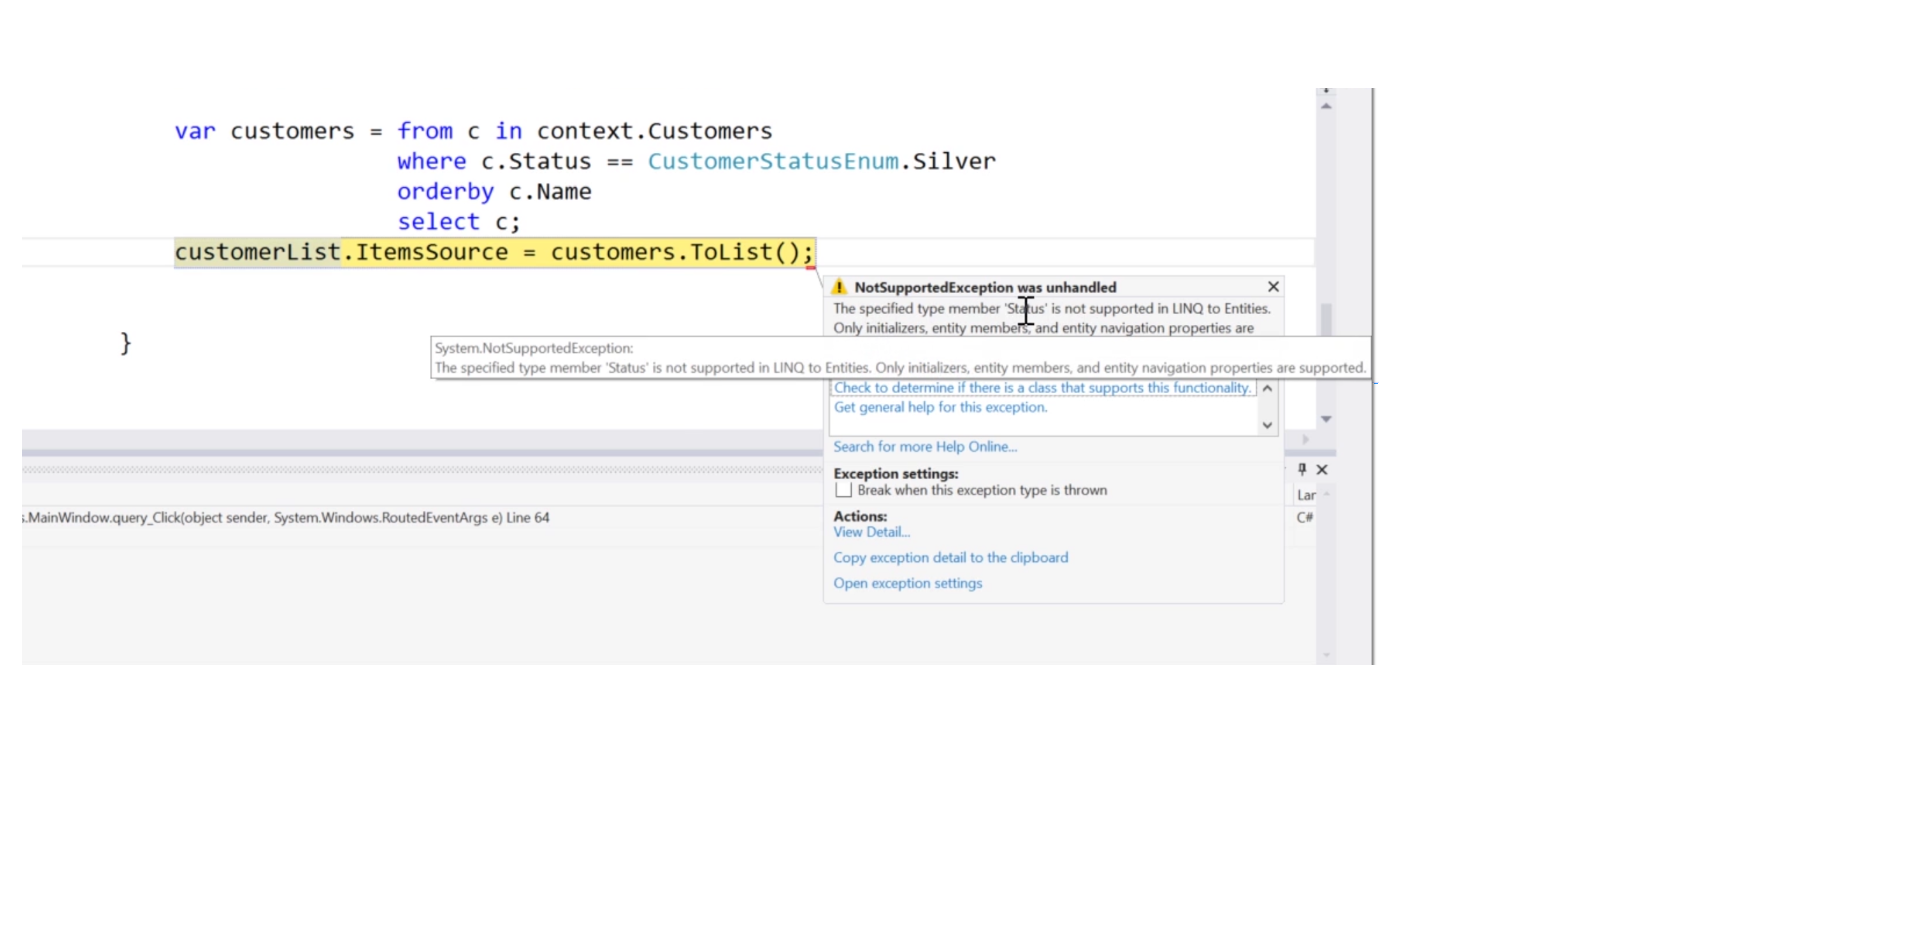 var customers = from c in context.Customers
where c.Status == CustomerStatusEnum.Silver
orderby c.Name
select c;
customerList.ItemsSource = customers.ToList();
}
NotSupportedException was unhandled
The specified type member 'Status' is not supported in LINQ to Entities.
Only initializers, entity members, and entity navigation properties are
System.NotSupportedException:
The specified type member 'Status' is not supported in LINQ to Entities. Only initializers, entity members, and entity navigation properties are supported.
Check to determine if there is a class that supports this functionality.
Get general help for this exception.
Search for more Help Online...
Exception settings:
Break when this exception type is thrown
Actions:
View Detail...
Copy exception detail to the clipboard
Open exception settings
Lar
s.MainWindow.query_Click(object sender, System.Windows.RoutedEventArgs e) Line 64
C#